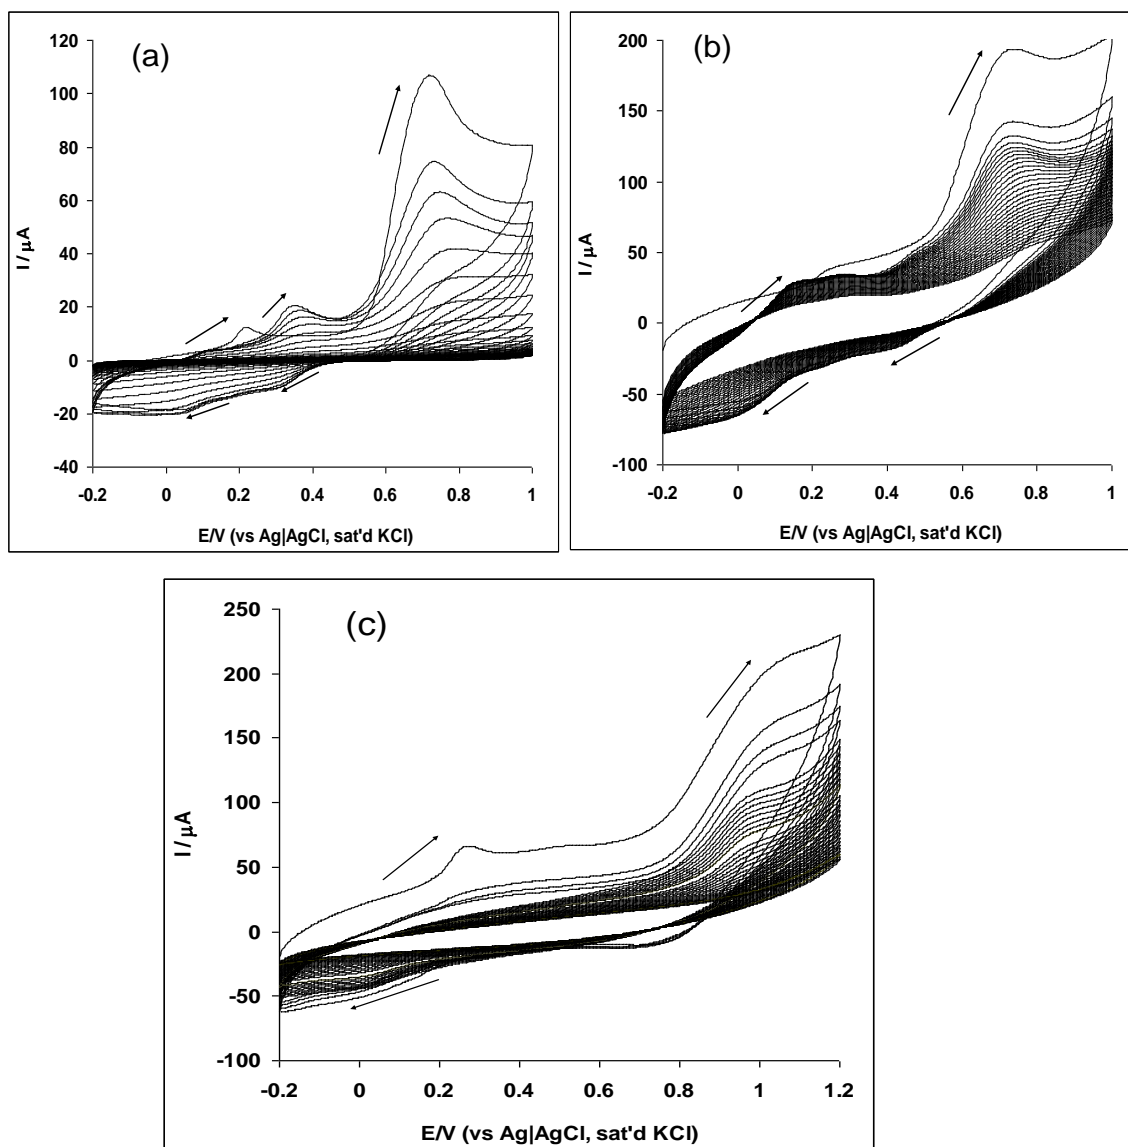 (a)
120
100
80
60
40
20
0
-20
-40
I / μA
-0.2 0 0.2 0.4 0.6 0.8 1
E/V (vs Ag|AgCl, sat'd KCl)
(b)
200
150
100
50
0
-50
-100
I / μA
-0.2 0 0.2 0.4 0.6 0.8 1
E/V (vs Ag|AgCl, sat'd KCl)
(c)
250
200
150
100
50
0
-50
-100
I / μA
-0.2 0 0.2 0.4 0.6 0.8 1 1.2
E/V (vs Ag|AgCl, sat'd KCl)